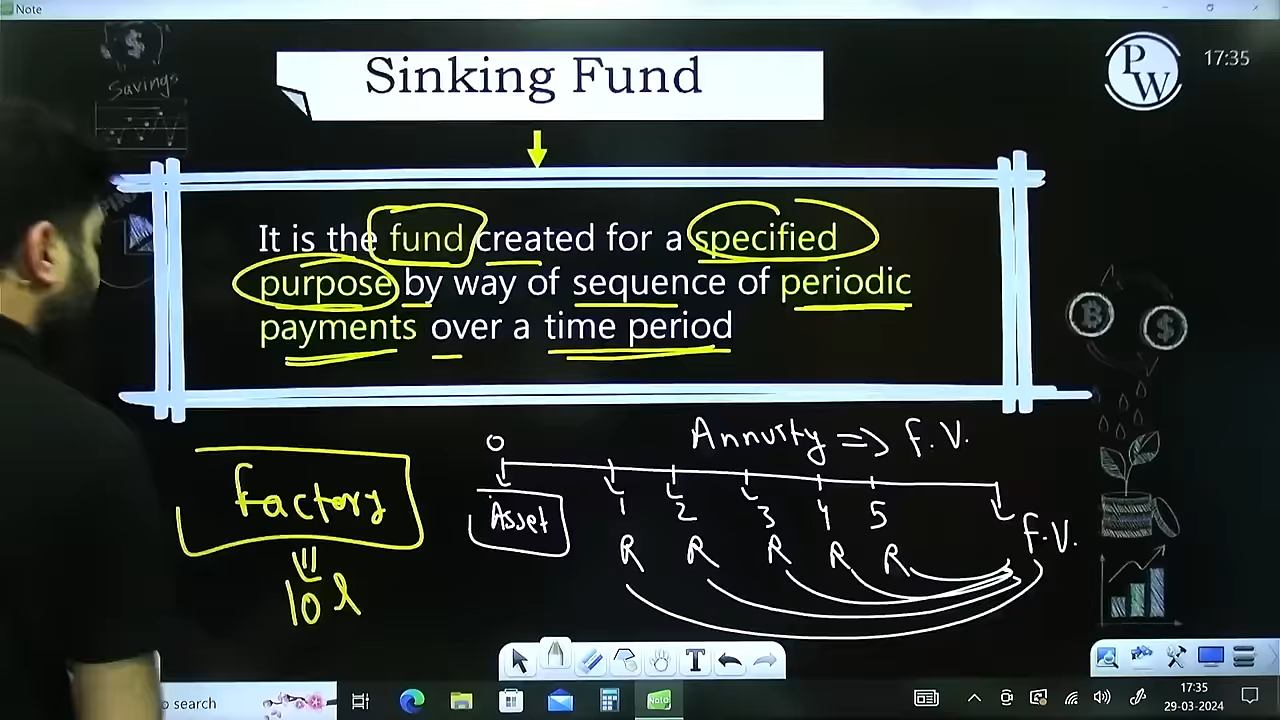 Note
Savings
Sinking Fund
PW
17:35
It is the fund created for a specified
purpose by way of sequence of periodic
payments over a time period
Annuity => F.V.
0
Factory
Asset
1 2 3 4 5
R R R R R F.V.
10 l
T
o search
Note
17:35
29-03-2024